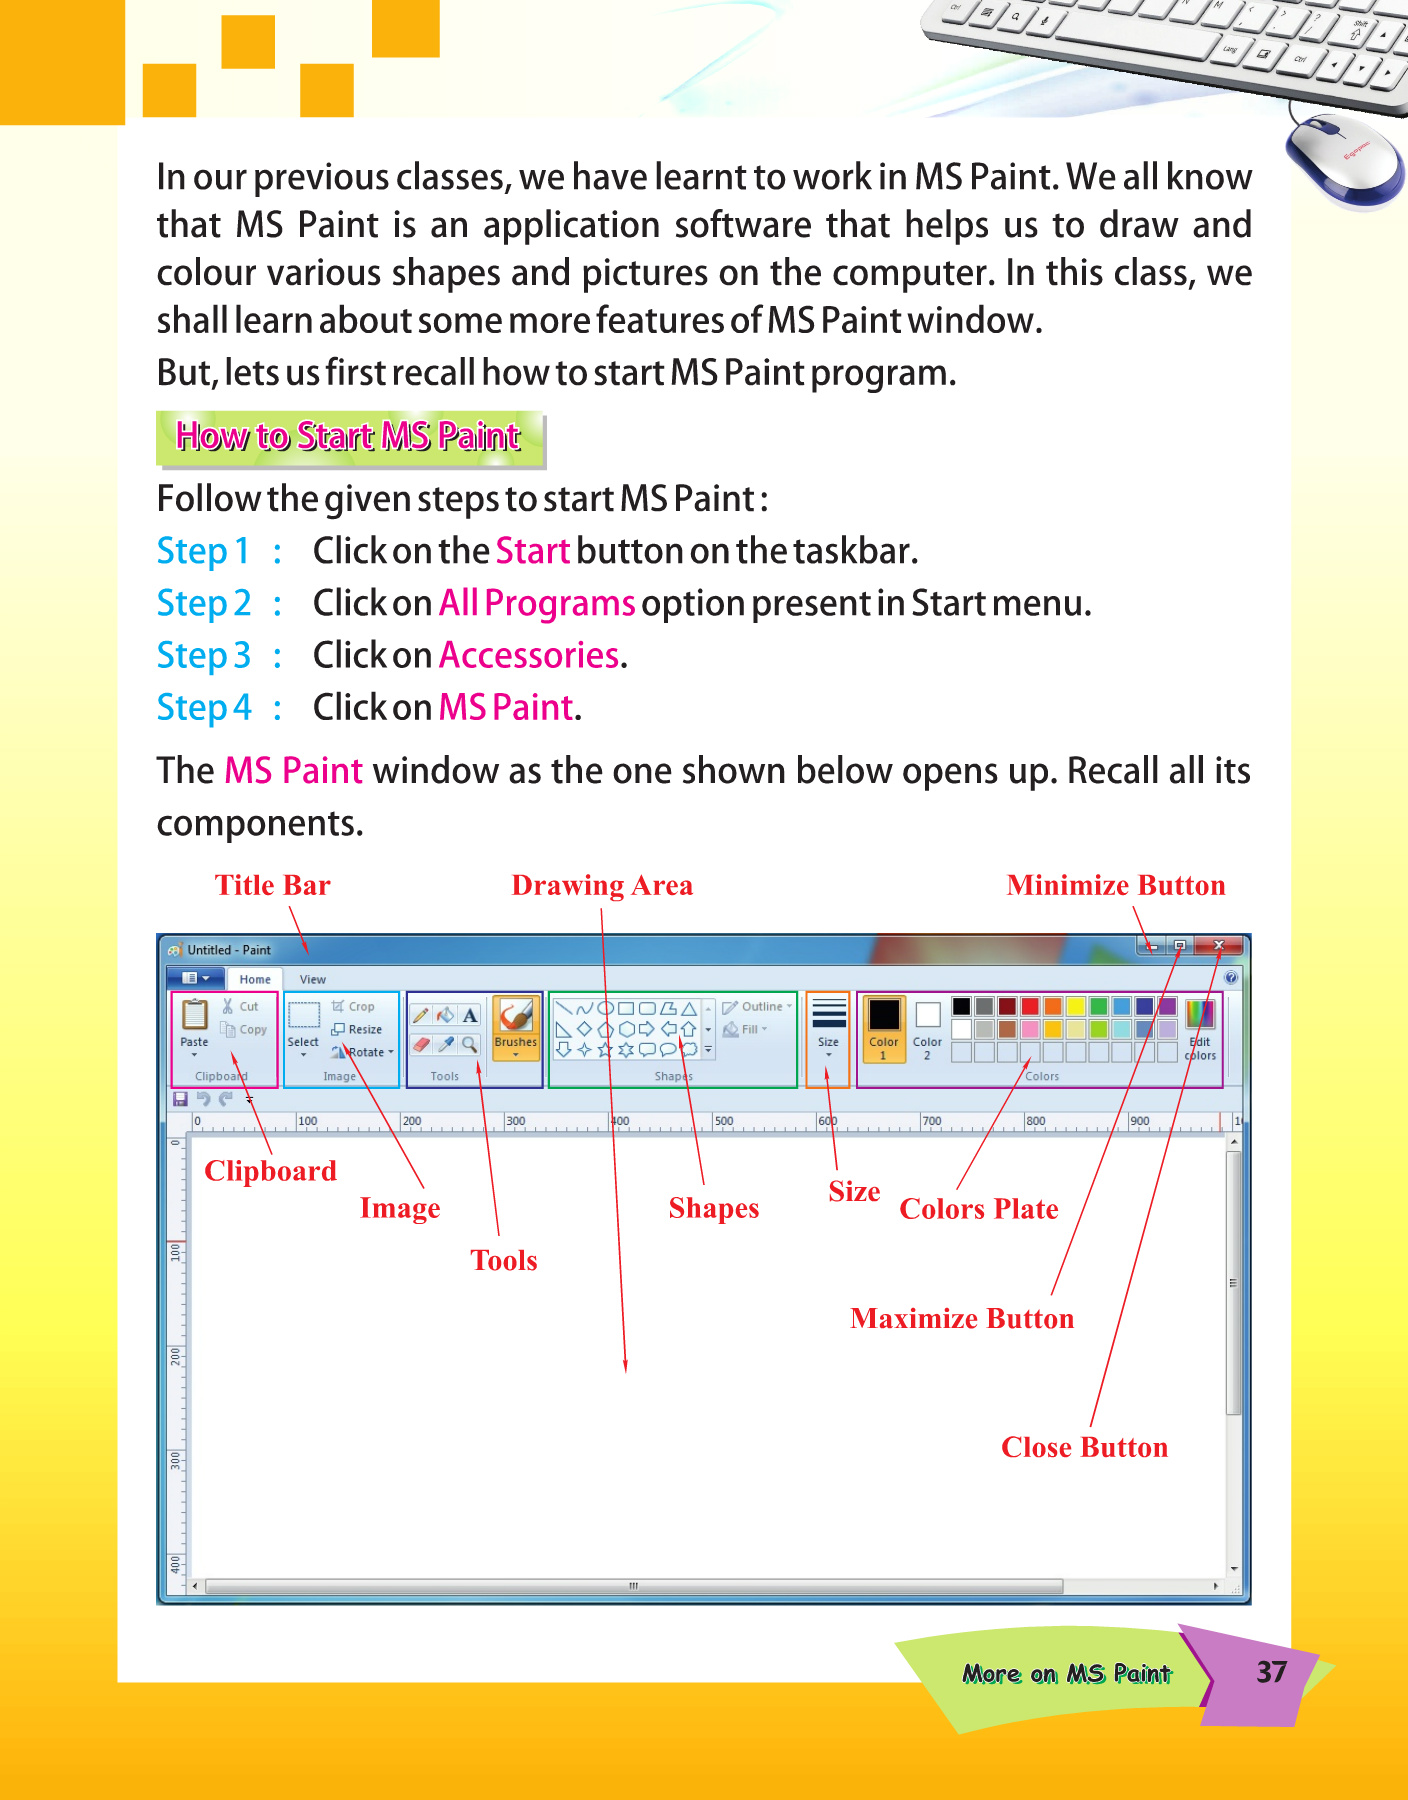 In our previous classes, we have learnt to work in MS Paint. We all know
that MS Paint is an application software that helps us to draw and
colour various shapes and pictures on the computer. In this class, we
shall learn about some more features of MS Paint window.
But, lets us first recall how to start MS Paint program.
How to Start MS Paint
Follow the given steps to start MS Paint :
Step 1 : Click on the Start button on the taskbar.
Step 2 : Click on All Programs option present in Start menu.
Step 3 : Click on Accessories.
Step 4 : Click on MS Paint.
The MS Paint window as the one shown below opens up. Recall all its
components.
Title Bar Drawing Area Minimize Button
Untitled - Paint
Home View
Cut Crop Outline
Copy Resize Fill
Paste Select Rotate A Brushes Size Color 1 Color 2 Edit colors
Clipboard Image Tools Shapes Colors
0 100 200 300 400 500 600 700 800 900
0
100
200
300
400
Clipboard
Image
Tools
Shapes
Size
Colors Plate
Maximize Button
Close Button
More on MS Paint 37